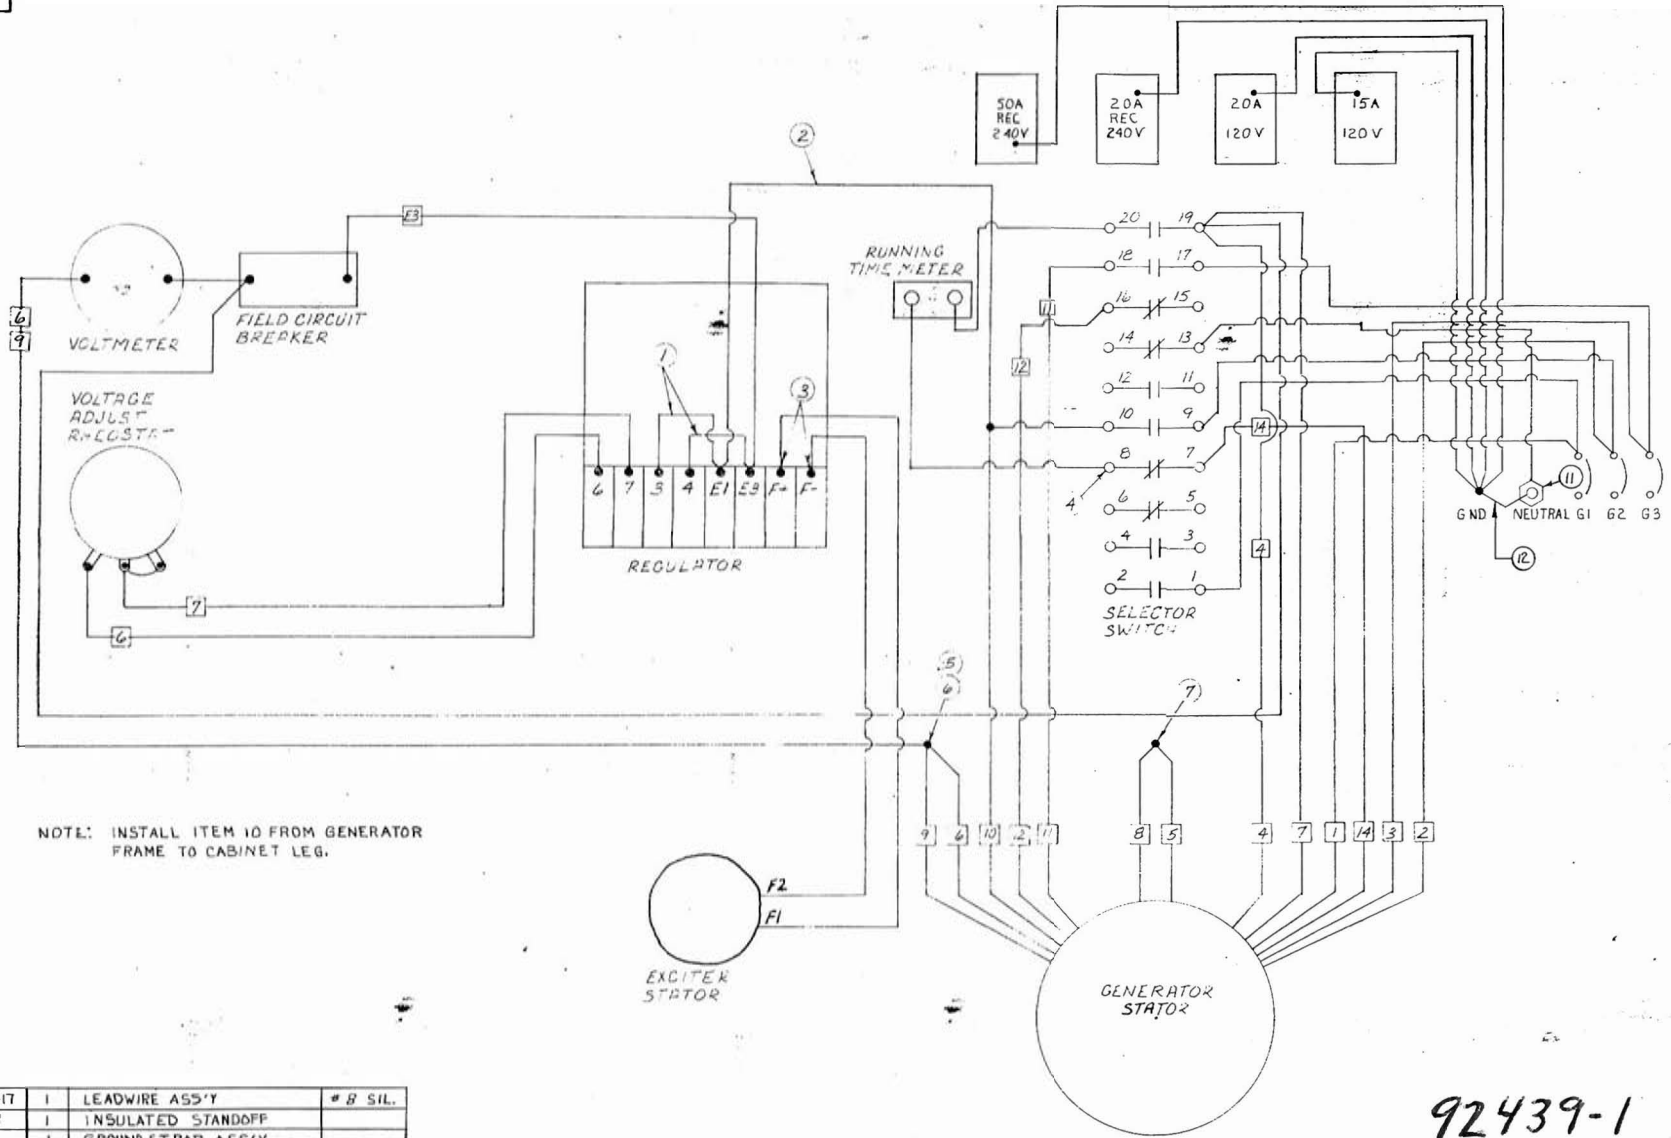 50A
REC
240V
20A
REC
240V
20A
120V
15A
120V
2
E3
20
19
18
17
16
15
14
13
12
11
10
9
8
7
6
5
4
3
2
1
SELECTOR
SWITCH
RUNNING
TIME METER
11
12
14
4
4
6
9
VOLTMETER
FIELD CIRCUIT
BREAKER
VOLTAGE
ADJUST
7
6
1
3
6
7
3
4
E1
E3
F+
F-
REGULATOR
GND
NEUTRAL
G1
G2
G3
11
12
5
6
7
9
6
10
12
11
8
5
4
7
1
14
3
2
NOTE: INSTALL ITEM 10 FROM GENERATOR
FRAME TO CABINET LEG.
F2
F1
EXCITER
STATOR
GENERATOR
STATOR
17 1 LEADWIRE ASS'Y #8 SIL.
1 INSULATED STANDOFF
92439-1